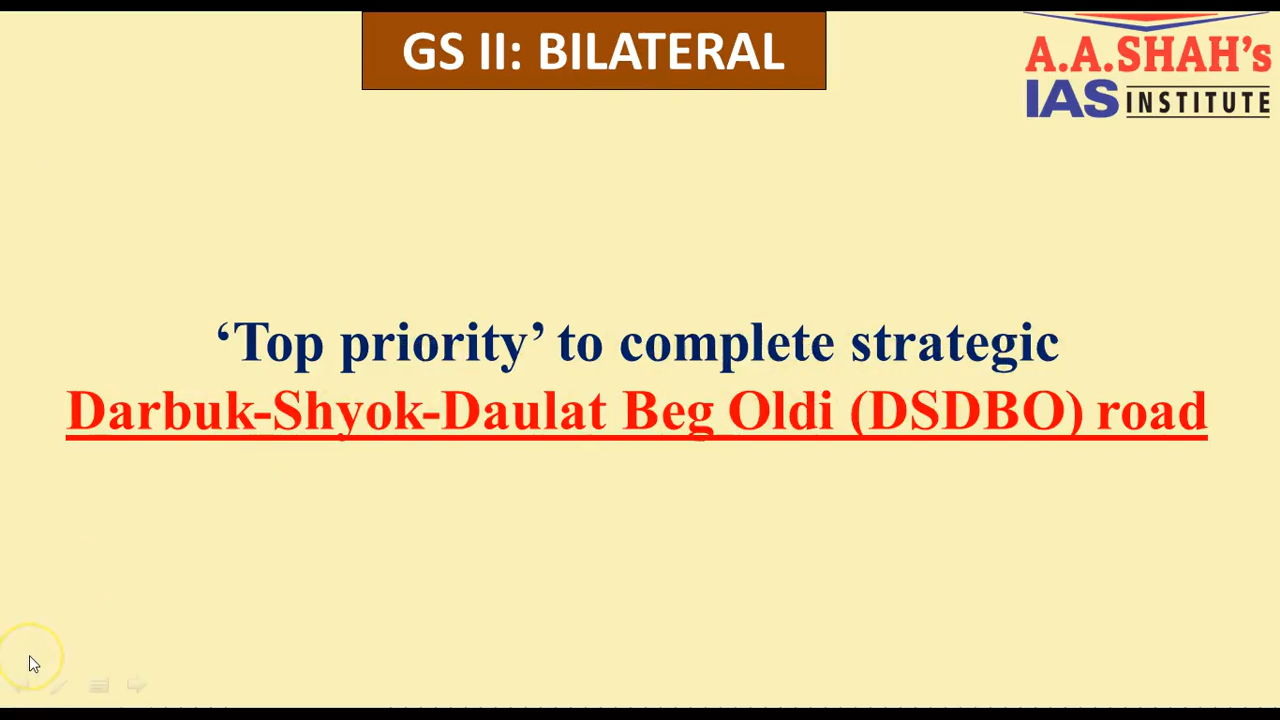 GS II: BILATERAL
A.A.SHAH’s
IAS INSTITUTE
‘Top priority’ to complete strategic
Darbuk-Shyok-Daulat Beg Oldi (DSDBO) road